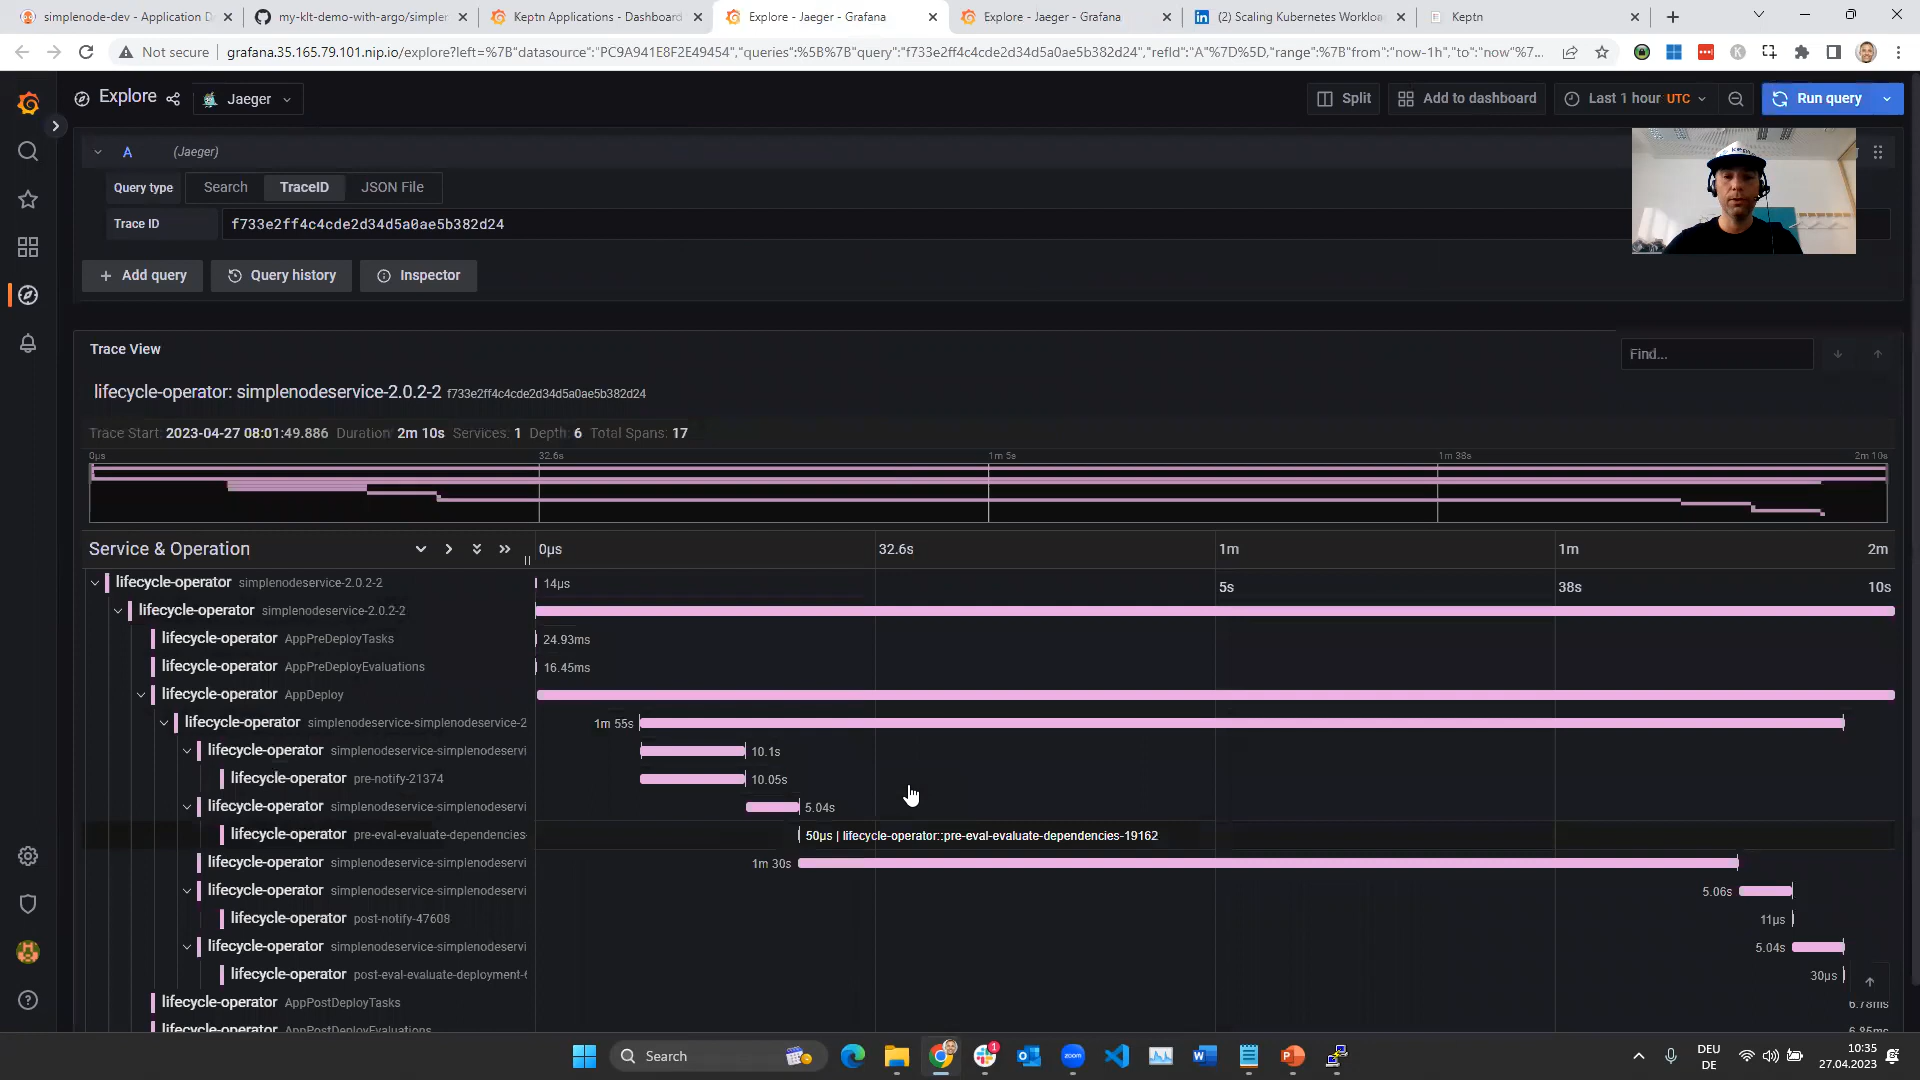 simplenode-dev - Application D
my-klt-demo-with-argo/simplen
Keptn Applications - Dashboard
Explore - Jaeger - Grafana
Explore - Jaeger - Grafana
(2) Scaling Kubernetes Workloa
Keptn
Not secure
grafana.35.165.79.101.nip.io/explore?left=%7B"datasource":"PC9A941E8F2E49454","queries":%5B%7B"query":"f733e2ff4c4cde2d34d5a0ae5b382d24","refId":"A"%7D%5D,"range":%7B"from":"now-1h","to":"now"%7...
Explore
Jaeger
Split
Add to dashboard
Last 1 hour UTC
Run query
A (Jaeger)
Query type
Search
TraceID
JSON File
Trace ID
f733e2ff4c4cde2d34d5a0ae5b382d24
Add query
Query history
Inspector
Trace View
Find...
lifecycle-operator: simplenodeservice-2.0.2-2 f733e2ff4c4cde2d34d5a0ae5b382d24
Trace Start: 2023-04-27 08:01:49.886 Duration: 2m 10s Services: 1 Depth: 6 Total Spans: 17
0μs 32.6s 1m 5s 1m 38s 2m 10s
Service & Operation
0μs 32.6s 1m 1m 2m
lifecycle-operator simplenodeservice-2.0.2-2 14μs 5s 38s 10s
lifecycle-operator simplenodeservice-2.0.2-2
lifecycle-operator AppPreDeployTasks 24.93ms
lifecycle-operator AppPreDeployEvaluations 16.45ms
lifecycle-operator AppDeploy
lifecycle-operator simplenodeservice-simplenodeservice-2 1m 55s
lifecycle-operator simplenodeservice-simplenodeservi 10.1s
lifecycle-operator pre-notify-21374 10.05s
lifecycle-operator simplenodeservice-simplenodeservi 5.04s
lifecycle-operator pre-eval-evaluate-dependencies- 50μs | lifecycle-operator::pre-eval-evaluate-dependencies-19162
lifecycle-operator simplenodeservice-simplenodeservi 1m 30s
lifecycle-operator simplenodeservice-simplenodeservi 5.06s
lifecycle-operator post-notify-47608 11μs
lifecycle-operator simplenodeservice-simplenodeservi 5.04s
lifecycle-operator post-eval-evaluate-deployment- 30μs
lifecycle-operator AppPostDeployTasks 6.78ms
lifecycle-operator AppPostDeployEvaluations 6.85ms
Search
1
zoom
DEU
DE
10:35
27.04.2023